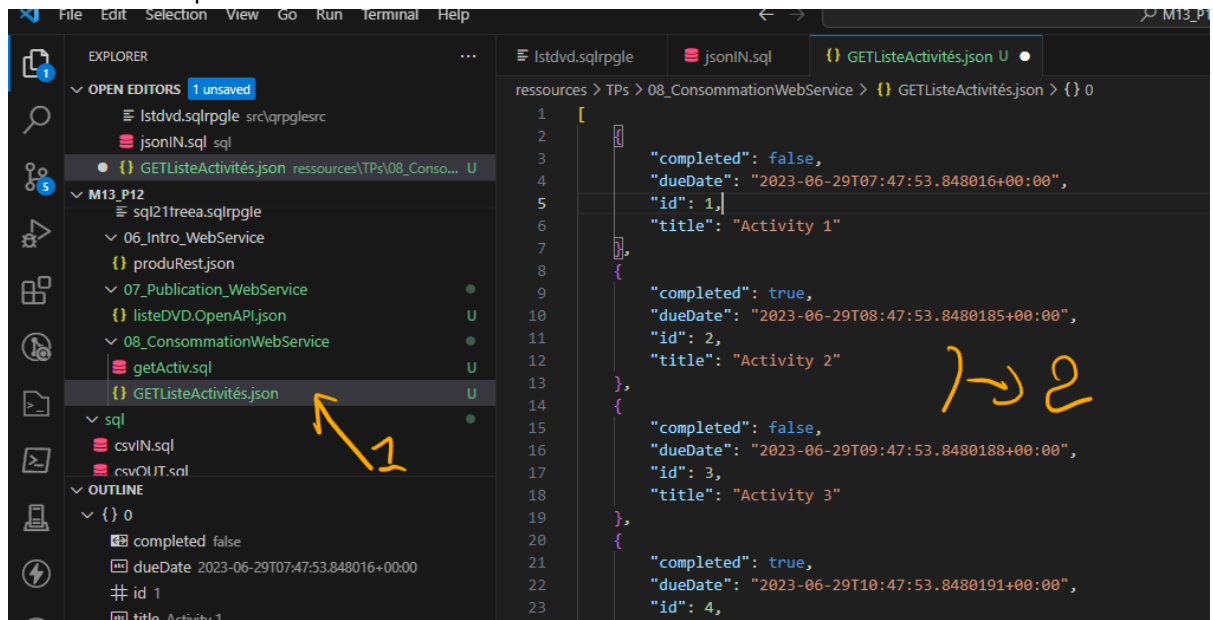 File Edit Selection View Go Run Terminal Help
M13_P1
EXPLORER
OPEN EDITORS 1 unsaved
lstdvd.sqlrpgle src\qrpglesrc
jsonIN.sql sql
GETListeActivités.json ressources\TPs\08_Conso... U
M13_P12
sql21freea.sqlrpgle
06_Intro_WebService
{} produRest.json
07_Publication_WebService
{} listeDVD.OpenAPI.json U
08_ConsommationWebService
getActiv.sql U
{} GETListeActivités.json U
sql
csvIN.sql
csvOUT.sql
OUTLINE
{} 0
completed false
dueDate 2023-06-29T07:47:53.848016+00:00
id 1
title Activity 1
1
5
1
lstdvd.sqlrpgle jsonIN.sql {} GETListeActivités.json U
ressources > TPs > 08_ConsommationWebService > {} GETListeActivités.json > {} 0
1 [
2 {
3 "completed": false,
4 "dueDate": "2023-06-29T07:47:53.848016+00:00",
5 "id": 1,
6 "title": "Activity 1"
7 },
8 {
9 "completed": true,
10 "dueDate": "2023-06-29T08:47:53.8480185+00:00",
11 "id": 2,
12 "title": "Activity 2"
13 },
14 {
15 "completed": false,
16 "dueDate": "2023-06-29T09:47:53.8480188+00:00",
17 "id": 3,
18 "title": "Activity 3"
19 },
20 {
21 "completed": true,
22 "dueDate": "2023-06-29T10:47:53.8480191+00:00",
23 "id": 4,
2